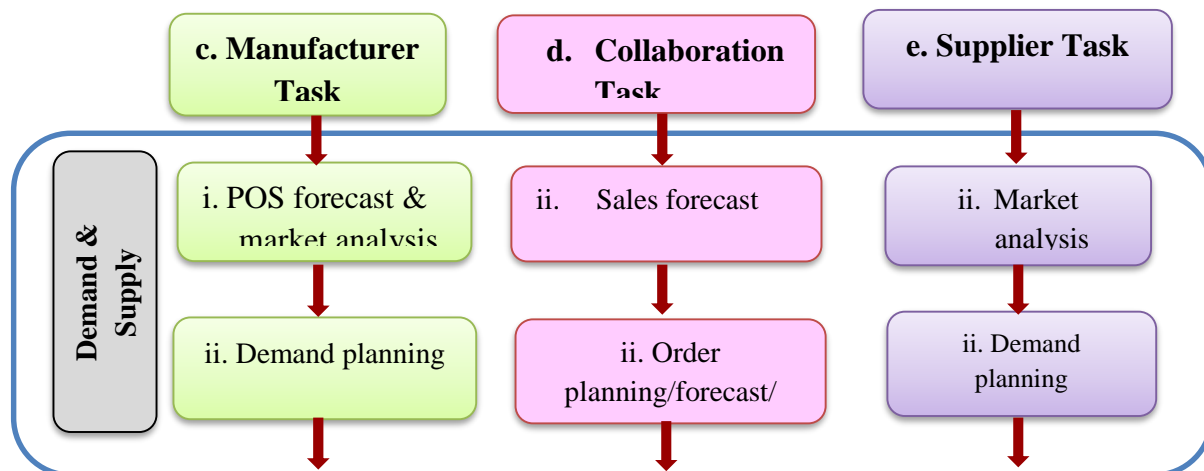 c. Manufacturer
Task
d. Collaboration
Task
e. Supplier Task
Demand &
Supply
i. POS forecast &
market analysis
ii. Sales forecast
ii. Market
analysis
ii. Demand planning
ii. Order
planning/forecast/
ii. Demand
planning